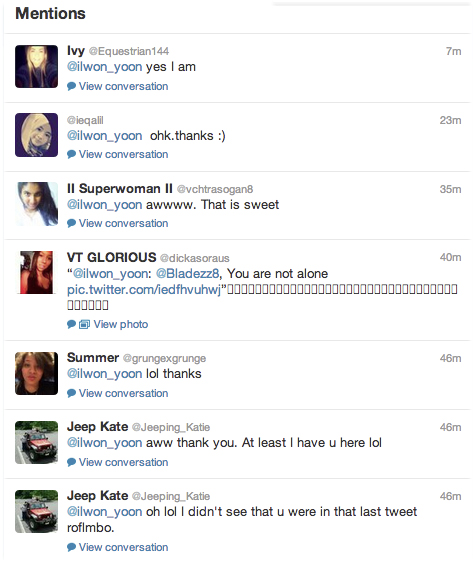 Mentions
Ivy @Equestrian144 7m
@ilwon_yoon yes I am
View conversation
@ieqalil 23m
@ilwon_yoon ohk.thanks :)
View conversation
II Superwoman II @vchtrasogan8 35m
@ilwon_yoon awwww. That is sweet
View conversation
VT GLORIOUS @dickasoraus 40m
“@ilwon_yoon: @Bladezz8, You are not alone
pic.twitter.com/iedfhvuhwj”
View photo
Summer @grungexgrunge 46m
@ilwon_yoon lol thanks
View conversation
Jeep Kate @Jeeping_Katie 46m
@ilwon_yoon aww thank you. At least I have u here lol
View conversation
Jeep Kate @Jeeping_Katie 46m
@ilwon_yoon oh lol I didn't see that u were in that last tweet
roflmbo.
View conversation